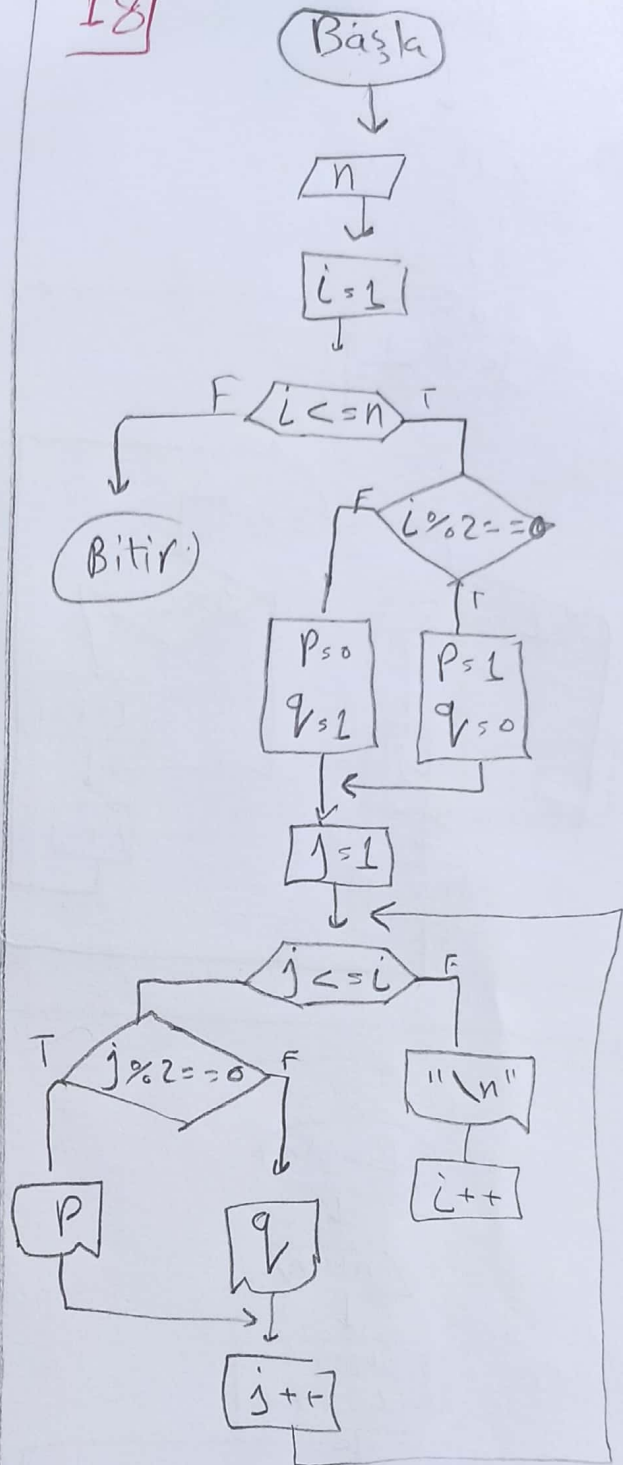 18
Başla
n
i=1
F i<=n T
F i%2==0
T
Bitir
p=0
q=1
p=1
q=0
j=1
j<=i F
T j%2==0 F
"\n"
i++
p
q
j++